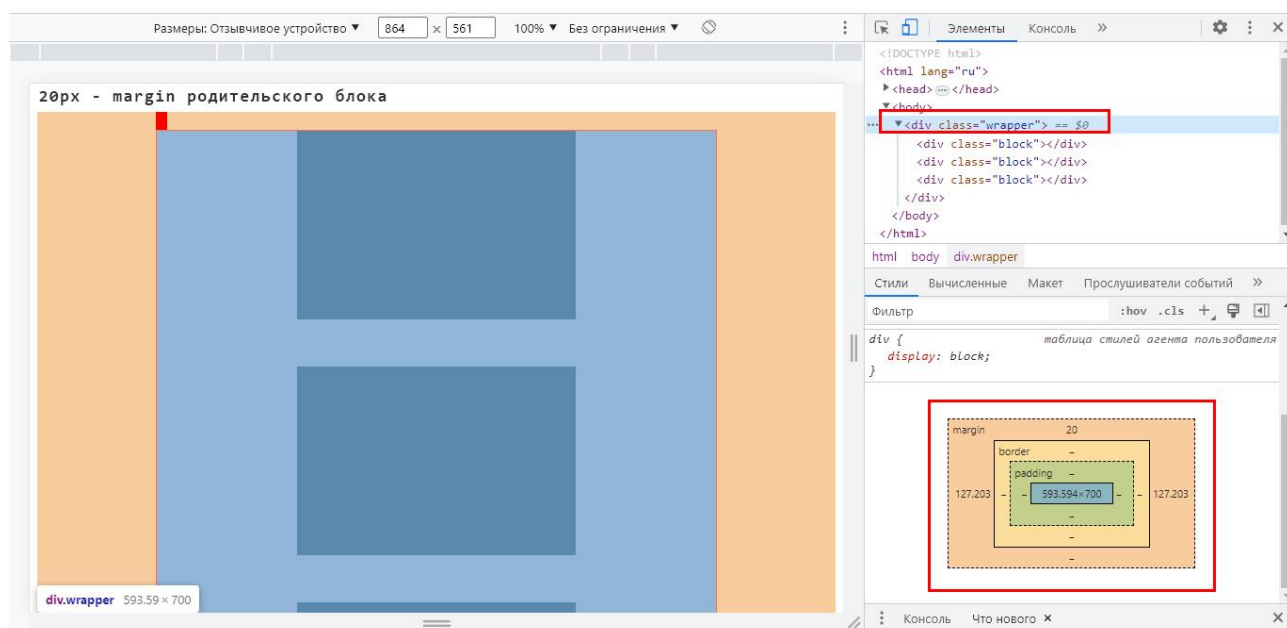 Размеры: Отзывчивое устройство ▼ 864 × 561 100% ▼ Без ограничения ▼
20px - margin родительского блока
div.wrapper 593.59 × 700
Элементы Консоль »
<!DOCTYPE html>
<html lang="ru">
▶<head> ⋯ </head>
▼<body>
⋯ ▼<div class="wrapper"> == $0
<div class="block"></div>
<div class="block"></div>
<div class="block"></div>
</div>
</body>
</html>
html body div.wrapper
Стили Вычисленные Макет Прослушиватели событий »
Фильтр :hov .cls +
div { таблица стилей агента пользователя
display: block;
}
margin 20
border –
padding –
127.203 – – 593.594×700 – – 127.203
–
–
–
Консоль Что нового ×